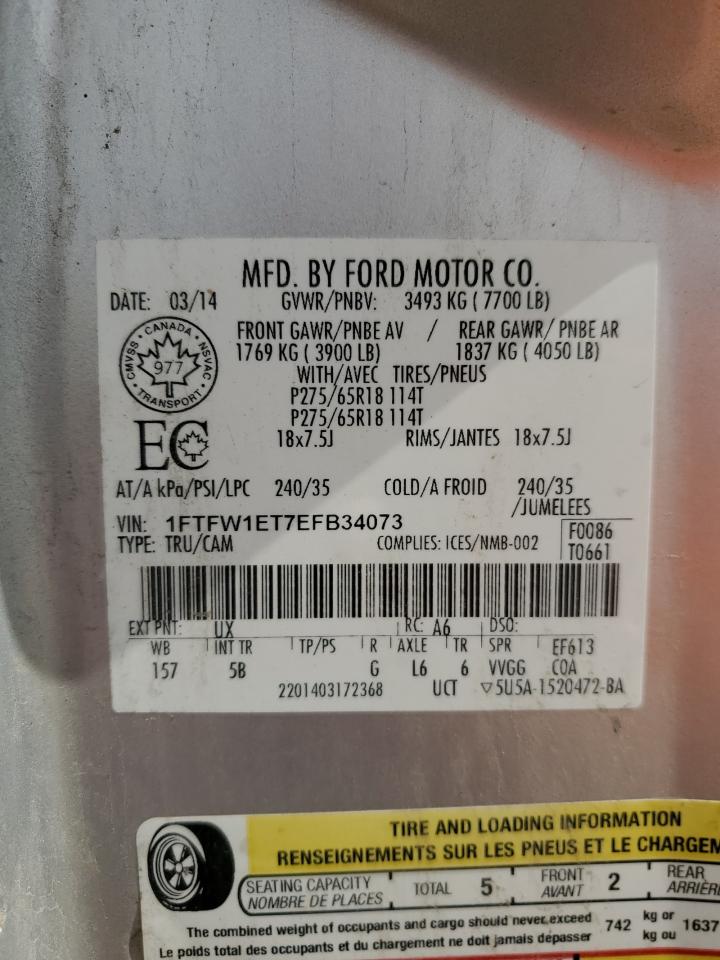 MFD. BY FORD MOTOR CO.
DATE: 03/14 GVWR/PNBV: 3493 KG ( 7700 LB)
FRONT GAWR/PNBE AV / REAR GAWR/ PNBE AR
1769 KG ( 3900 LB) 1837 KG ( 4050 LB)
WITH/AVEC TIRES/PNEUS
P275/65R18 114T
P275/65R18 114T
18x7.5J RIMS/JANTES 18x7.5J
CANADA
CMVSS NSVAC
977
TRANSPORT
EC
AT/A kPa/PSI/LPC 240/35 COLD/A FROID 240/35
/JUMELEES
VIN: 1FTFW1ET7EFB34073
TYPE: TRU/CAM COMPLIES: ICES/NMB-002
F0086
T0661
EXT PNT: UX RC: A6 DSO:
WB INT TR TP/PS R AXLE TR SPR EF613
157 5B G L6 6 VVGG COA
2201403172368 UCT ▽5U5A-1520472-BA
TIRE AND LOADING INFORMATION
RENSEIGNEMENTS SUR LES PNEUS ET LE CHARGEM
SEATING CAPACITY
NOMBRE DE PLACES
TOTAL 5
FRONT
AVANT
2
REAR
ARRIÈRE
The combined weight of occupants and cargo should never exceed 742 kg or 1637
Le poids total des occupants et du chargement ne doit jamais dépasser kg ou